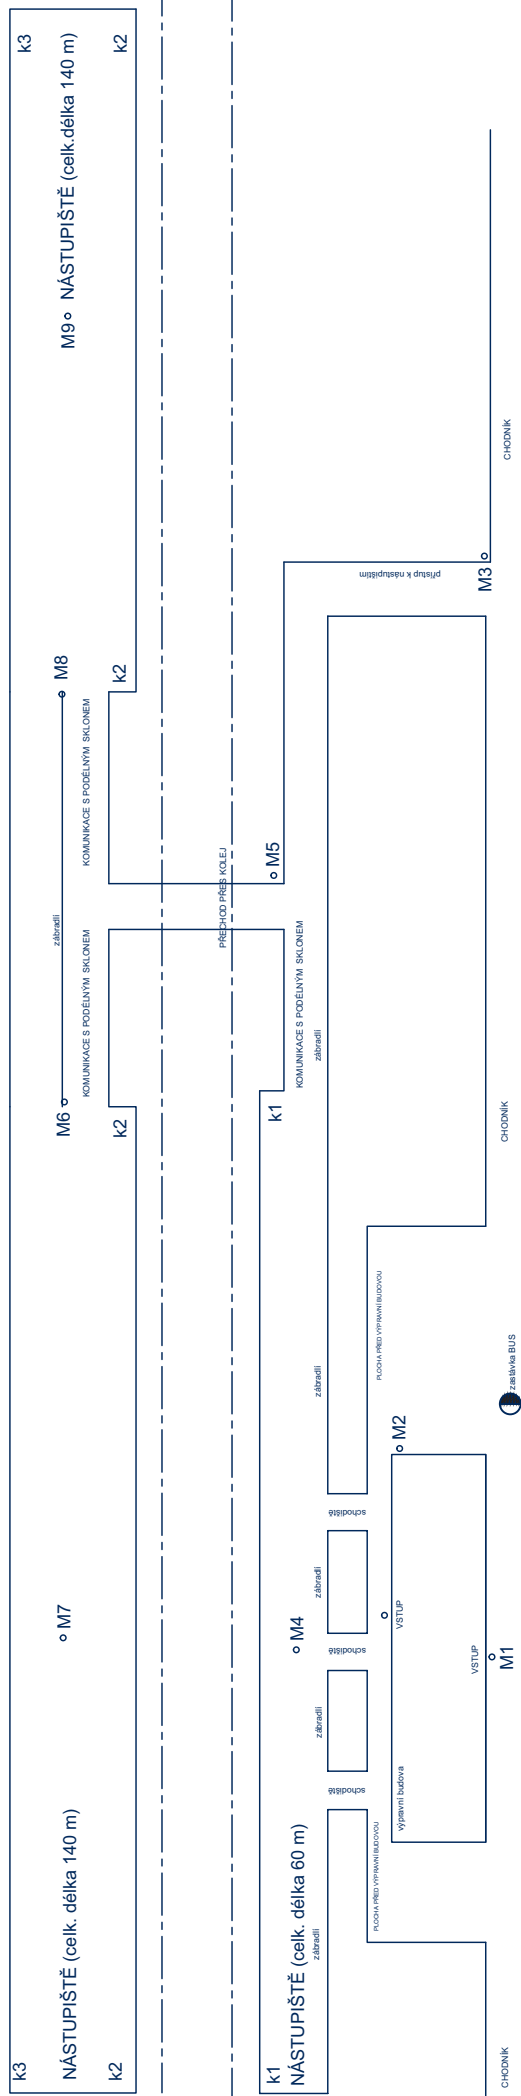 k3
NÁSTUPIŠTĚ (celk. délka 140 m)
k2
M7
M6
zábradlí
M8
KOMUNIKACE S PODÉLNÝM SKLONEM
KOMUNIKACE S PODÉLNÝM SKLONEM
k2
k2
M9
NÁSTUPIŠTĚ (celk.délka 140 m)
k3
k2
PŘECHOD PŘES KOLEJ
k1
NÁSTUPIŠTĚ (celk. délka 60 m)
M4
k1
M5
KOMUNIKACE S PODÉLNÝM SKLONEM
zábradlí
zábradlí
zábradlí
zábradlí
zábradlí
schodiště
schodiště
schodiště
přístup k nástupištím
PLOCHA PŘED VÝPRAVNÍ BUDOVOU
VSTUP
M2
PLOCHA PŘED VÝPRAVNÍ BUDOVOU
výpravní budova
VSTUP
M1
M3
CHODNÍK
zastávka BUS
CHODNÍK
CHODNÍK